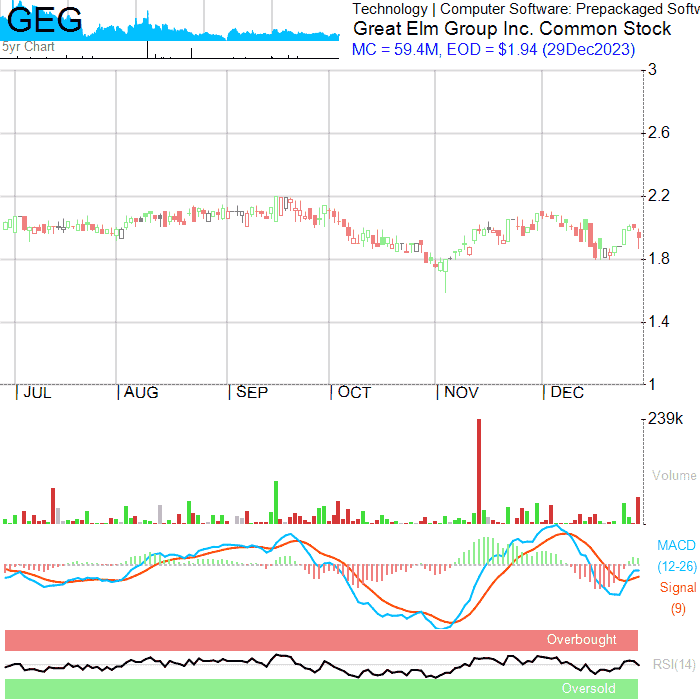 GEG
5yr Chart
Technology | Computer Software: Prepackaged Softw
Great Elm Group Inc. Common Stock
MC = 59.4M, EOD = $1.94 (29Dec2023)
3
2.6
2.2
2
1.8
1.4
1
JUL AUG SEP OCT NOV DEC
239k
Volume
MACD
(12-26)
Signal
(9)
Overbought
RSI(14)
Oversold